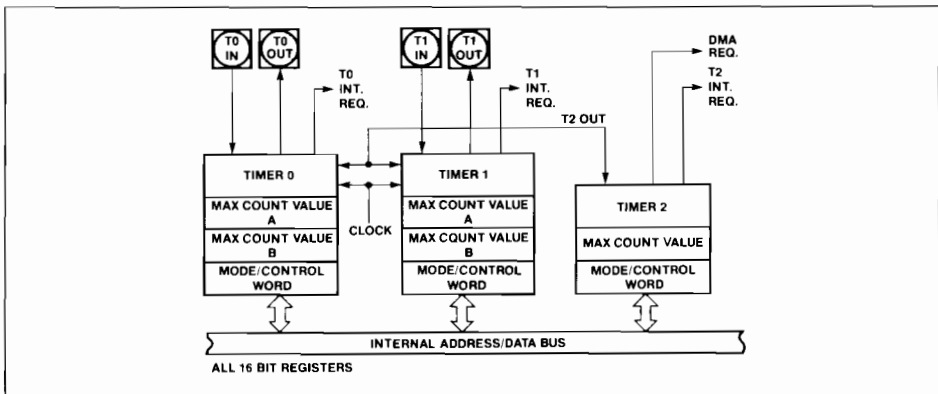 T0
IN
T0
OUT
T1
IN
T1
OUT
DMA
REQ.
T0
INT.
REQ.
T1
INT.
REQ.
T2
INT.
REQ.
T2 OUT
TIMER 0
MAX COUNT VALUE
A
MAX COUNT VALUE
B
MODE/CONTROL
WORD
CLOCK
TIMER 1
MAX COUNT VALUE
A
MAX COUNT VALUE
B
MODE/CONTROL
WORD
TIMER 2
MAX COUNT VALUE
MODE/CONTROL
WORD
INTERNAL ADDRESS/DATA BUS
ALL 16 BIT REGISTERS